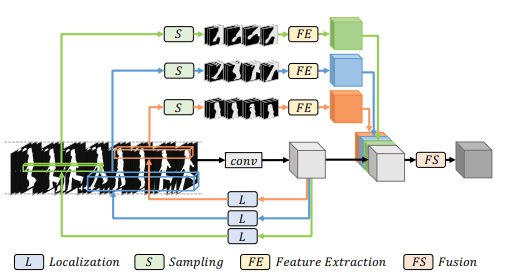 S FE
S FE
S FE
conv FS
L
L
L
L Localization S Sampling FE Feature Extraction FS Fusion